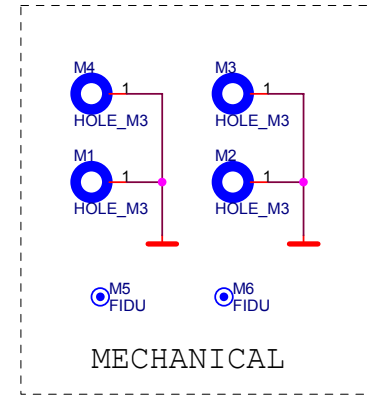 M4 M3
1 1
HOLE_M3 HOLE_M3
M1 M2
1 1
HOLE_M3 HOLE_M3
M5 M6
FIDU FIDU
MECHANICAL